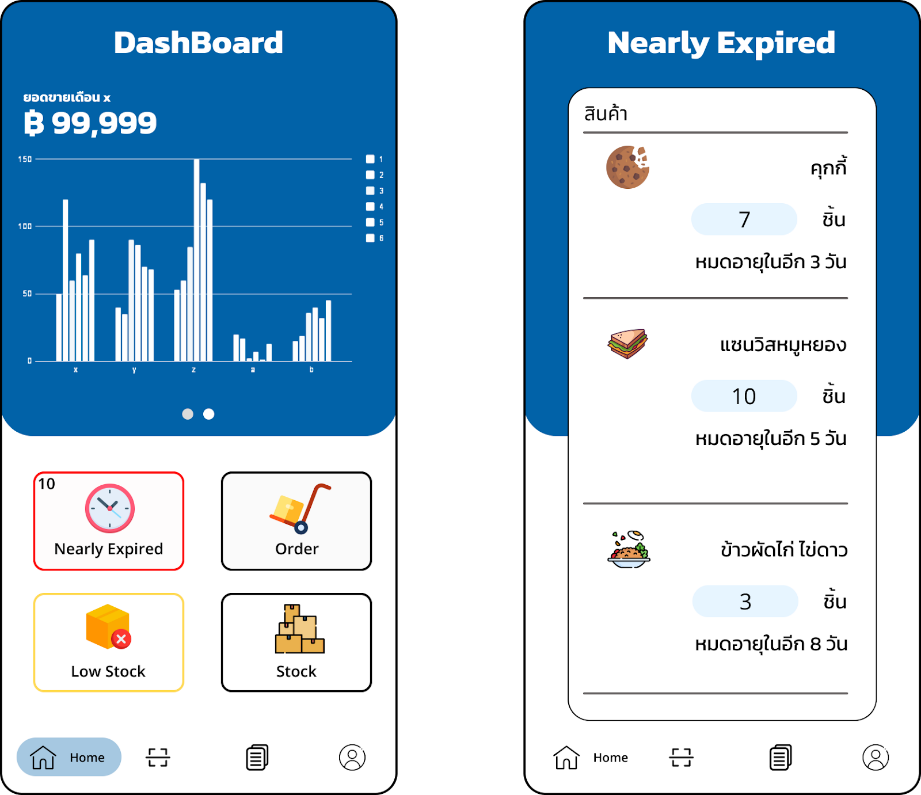 DashBoard
ยอดขายเดือน x
฿ 99,999
150
100
50
0
x y z a b
1
2
3
4
5
6
10
Nearly Expired
Order
Low Stock
Stock
Home
Nearly Expired
สินค้า
คุกกี้
7 ชิ้น
หมดอายุในอีก 3 วัน
แซนวิสหมูหยอง
10 ชิ้น
หมดอายุในอีก 5 วัน
ข้าวผัดไก่ ไข่ดาว
3 ชิ้น
หมดอายุในอีก 8 วัน
Home